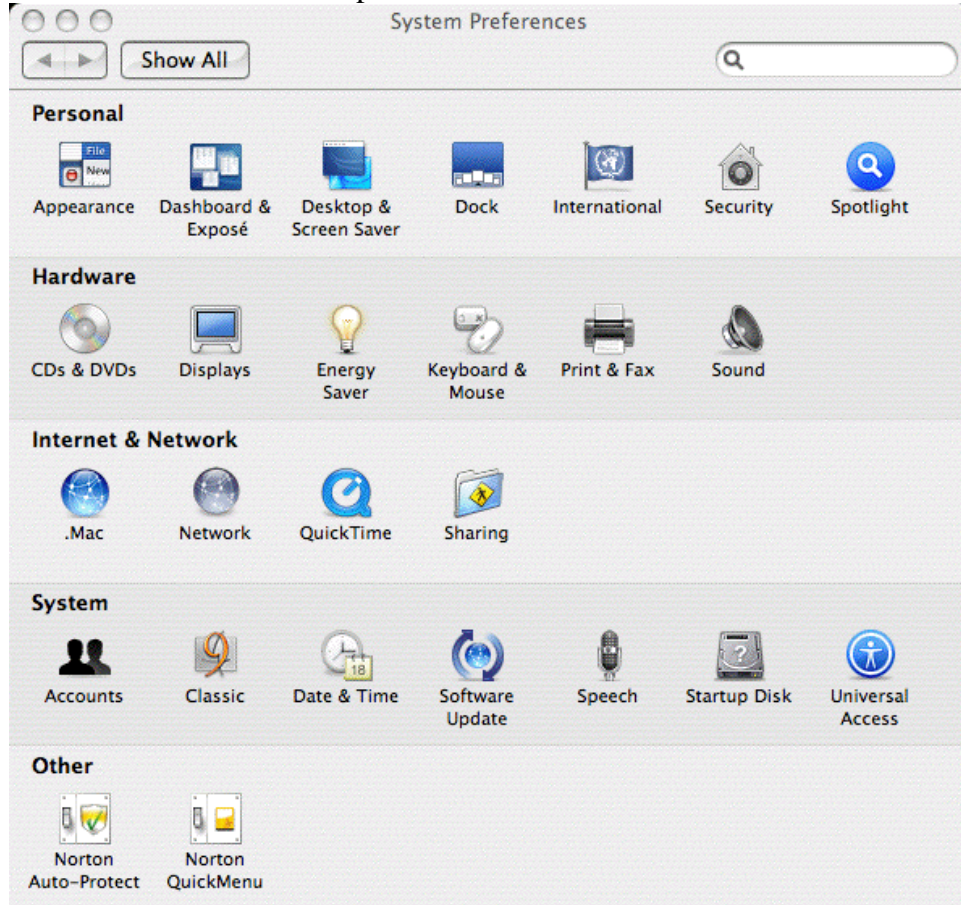 System Preferences
Show All
Personal
File
New
Appearance
Dashboard &
Exposé
Desktop &
Screen Saver
Dock
International
Security
Spotlight
Hardware
CDs & DVDs
Displays
Energy
Saver
Keyboard &
Mouse
Print & Fax
Sound
Internet & Network
.Mac
Network
QuickTime
Sharing
System
9
18
?
Accounts
Classic
Date & Time
Software
Update
Speech
Startup Disk
Universal
Access
Other
Norton
Auto-Protect
Norton
QuickMenu